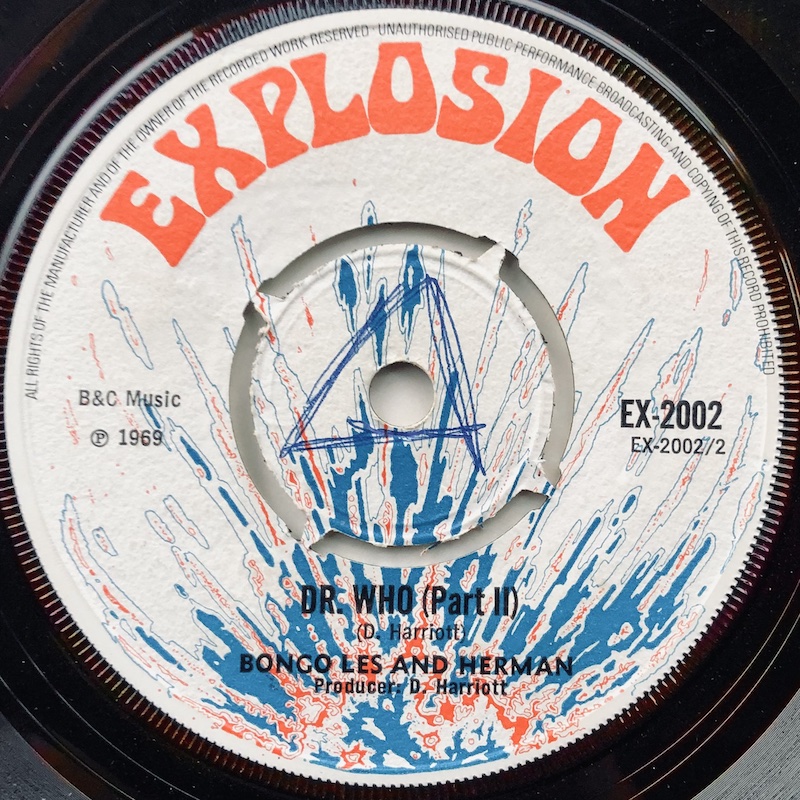 ALL RIGHTS OF THE MANUFACTURER AND OF THE OWNER OF THE RECORDED WORK RESERVED · UNAUTHORISED PUBLIC PERFORMANCE BROADCASTING AND COPYING OF THIS RECORD PROHIBITED
EXPLOSION
B&C Music
℗ 1969
EX-2002
EX-2002/2
DR. WHO (Part II)
(D. Harriott)
BONGO LES AND HERMAN
Producer: D. Harriott